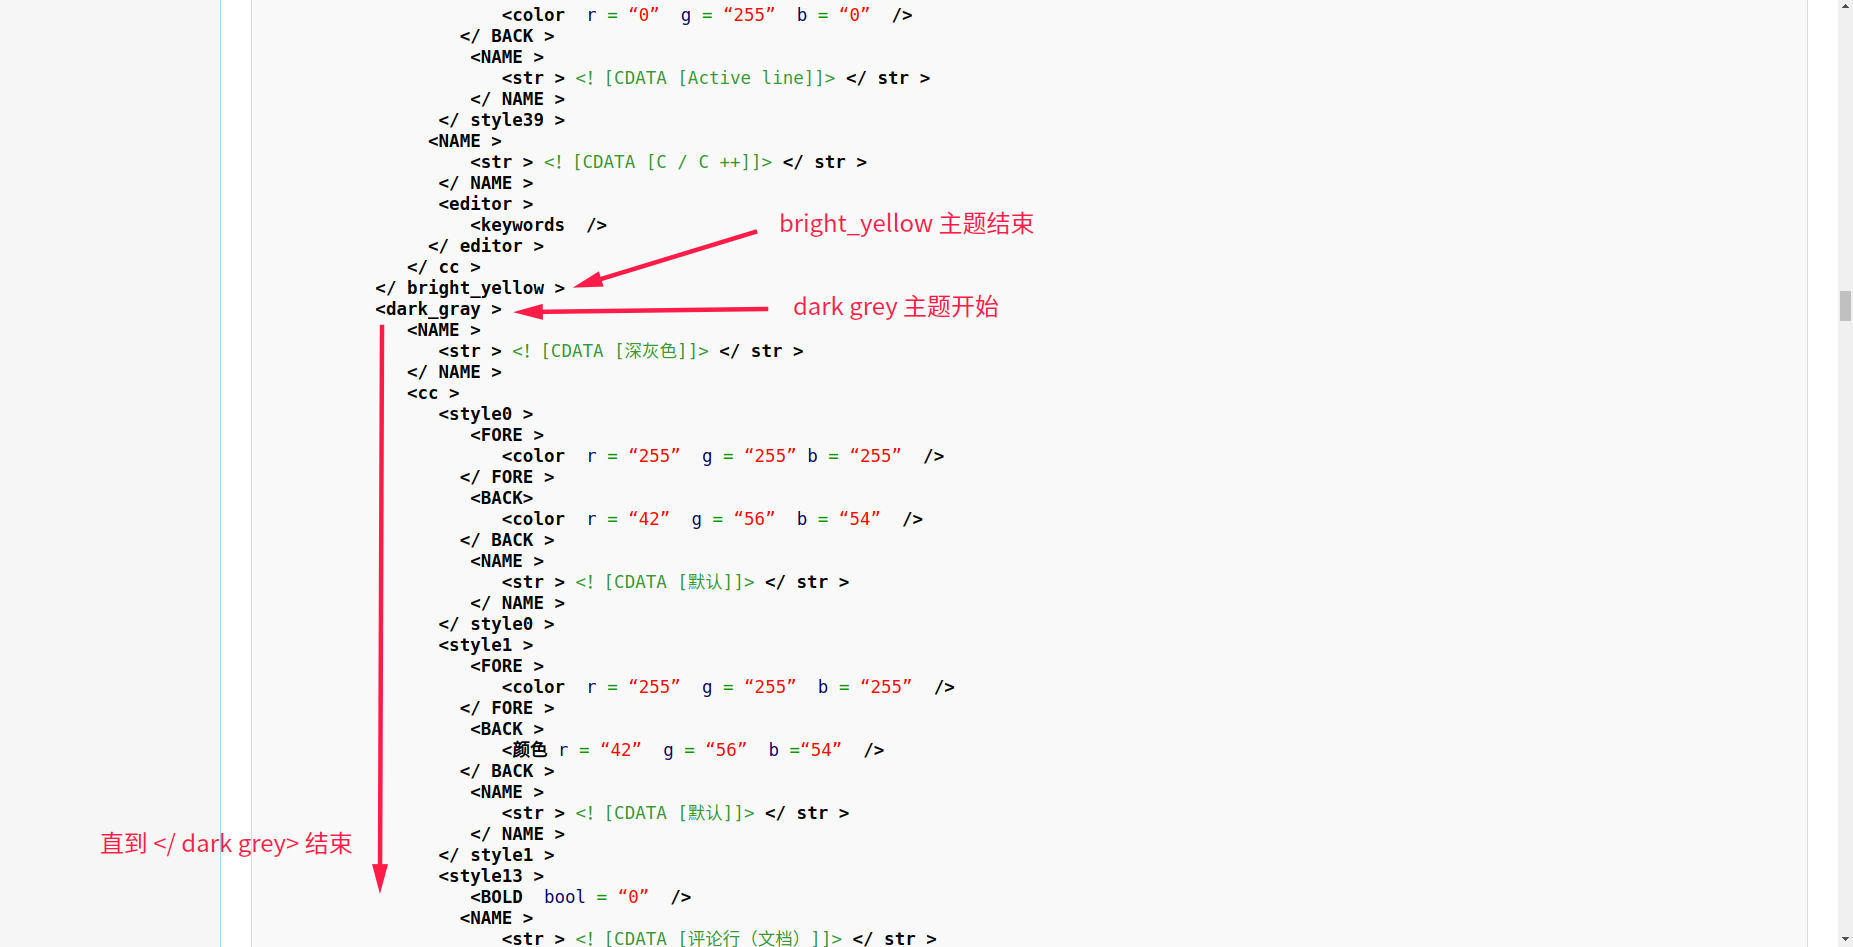 <color  r = “0”  g = “255”  b = “0”  />
</ BACK >
<NAME >
<str > <! [CDATA [Active line]]> </ str >
</ NAME >
</ style39 >
<NAME >
<str > <! [CDATA [C / C ++]]> </ str >
</ NAME >
<editor >
<keywords  />
bright_yellow 主题结束
</ editor >
</ cc >
</ bright_yellow >
<dark_gray >
dark grey 主题开始
<NAME >
<str > <! [CDATA [深灰色]]> </ str >
</ NAME >
<cc >
<style0 >
<FORE >
<color  r = “255”  g = “255” b = “255”  />
</ FORE >
<BACK>
<color  r = “42”  g = “56”  b = “54”  />
</ BACK >
<NAME >
<str > <! [CDATA [默认]]> </ str >
</ NAME >
</ style0 >
<style1 >
<FORE >
<color  r = “255”  g = “255”  b = “255”  />
</ FORE >
<BACK >
<颜色 r = “42”  g = “56”  b =“54”  />
</ BACK >
<NAME >
<str > <! [CDATA [默认]]> </ str >
</ NAME >
直到 </ dark grey> 结束
</ style1 >
<style13 >
<BOLD  bool = “0”  />
<NAME >
<str > <! [CDATA [评论行（文档）]]> </ str >